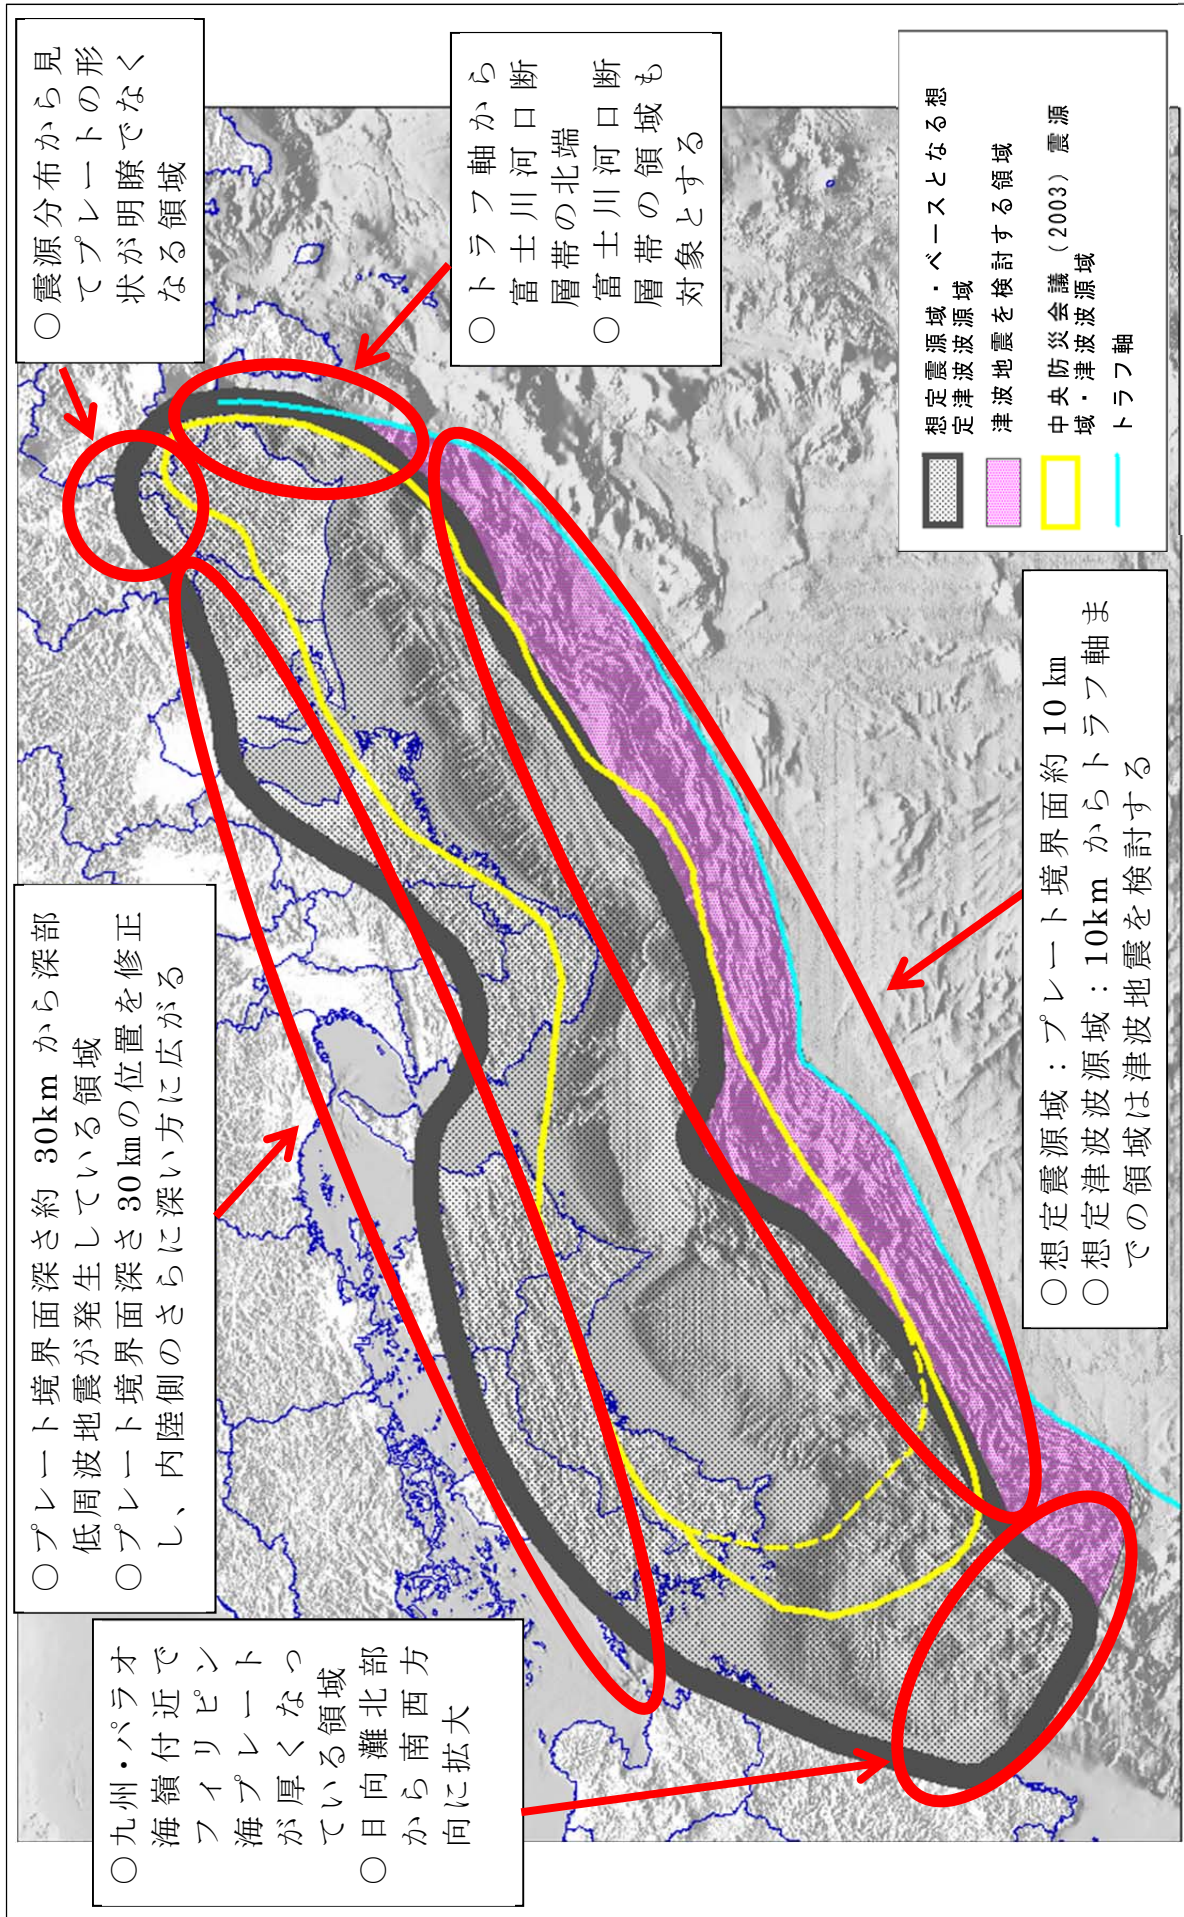 ○プレート境界面深さ約 30km から深部
低周波地震が発生している領域
○プレート境界面深さ30㎞の位置を修正
し、内陸側のさらに深い方に広がる
○震源分布から見
てプレートの形
状が明瞭でなく
なる領域
○九州・パラオ
海嶺付近で
フィリピン
海プレート
が厚くなっ
ている領域
○日向灘北部
から南西方
向に拡大
○トラフ軸から
富士川河口断
層帯の北端
○富士川河口断
層帯の領域も
対象とする
○想定震源域：プレート境界面約 10 ㎞
○想定津波波源域：10km からトラフ軸ま
での領域は津波地震を検討する
想定震源域・ベースとなる想
定津波波源域
津波地震を検討する領域
中央防災会議（2003）震源
域・津波波源域
トラフ軸